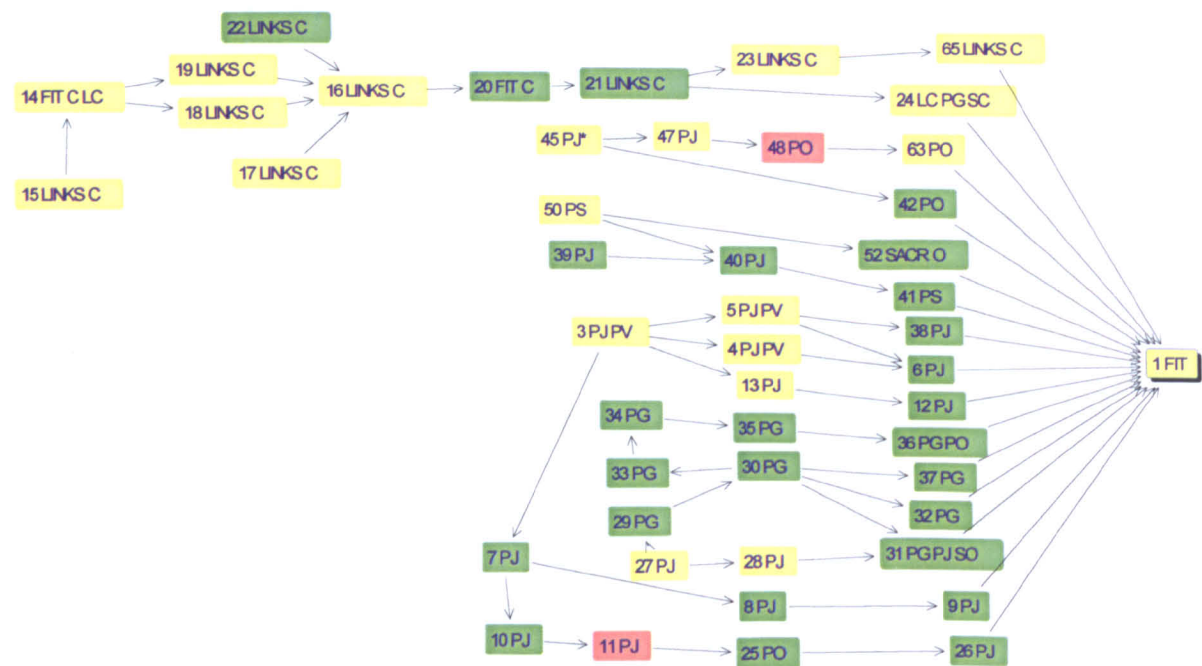 22 LINKS C
19 LINKS C
23 LINKS C
65 LINKS C
14 FIT C LC
16 LINKS C
20 FIT C
21 LINKS C
18 LINKS C
24 LC PG SC
45 PJ*
47 PJ
48 PO
63 PO
17 LINKS C
15 LINKS C
42 PO
50 PS
39 PJ
40 PJ
52 SACR O
41 PS
5 PJ PV
3 PJ PV
38 PJ
4 PJ PV
6 PJ
1 FIT
13 PJ
12 PJ
34 PG
35 PG
36 PG PO
33 PG
30 PG
37 PG
29 PG
32 PG
7 PJ
27 PJ
28 PJ
31 PG PJ SO
8 PJ
9 PJ
10 PJ
11 PJ
25 PO
26 PJ